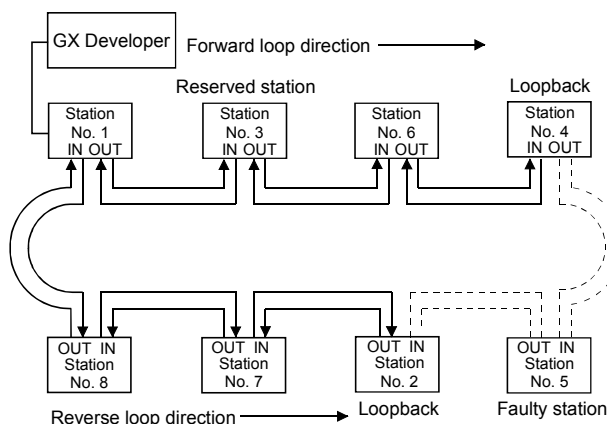 GX Developer
Forward loop direction
Reserved station
Loopback
Station
No. 1
IN OUT
Station
No. 3
IN OUT
Station
No. 6
IN OUT
Station
No. 4
IN OUT
OUT IN
Station
No. 8
OUT IN
Station
No. 7
OUT IN
Station
No. 2
OUT IN
Station
No. 5
Reverse loop direction
Loopback
Faulty station